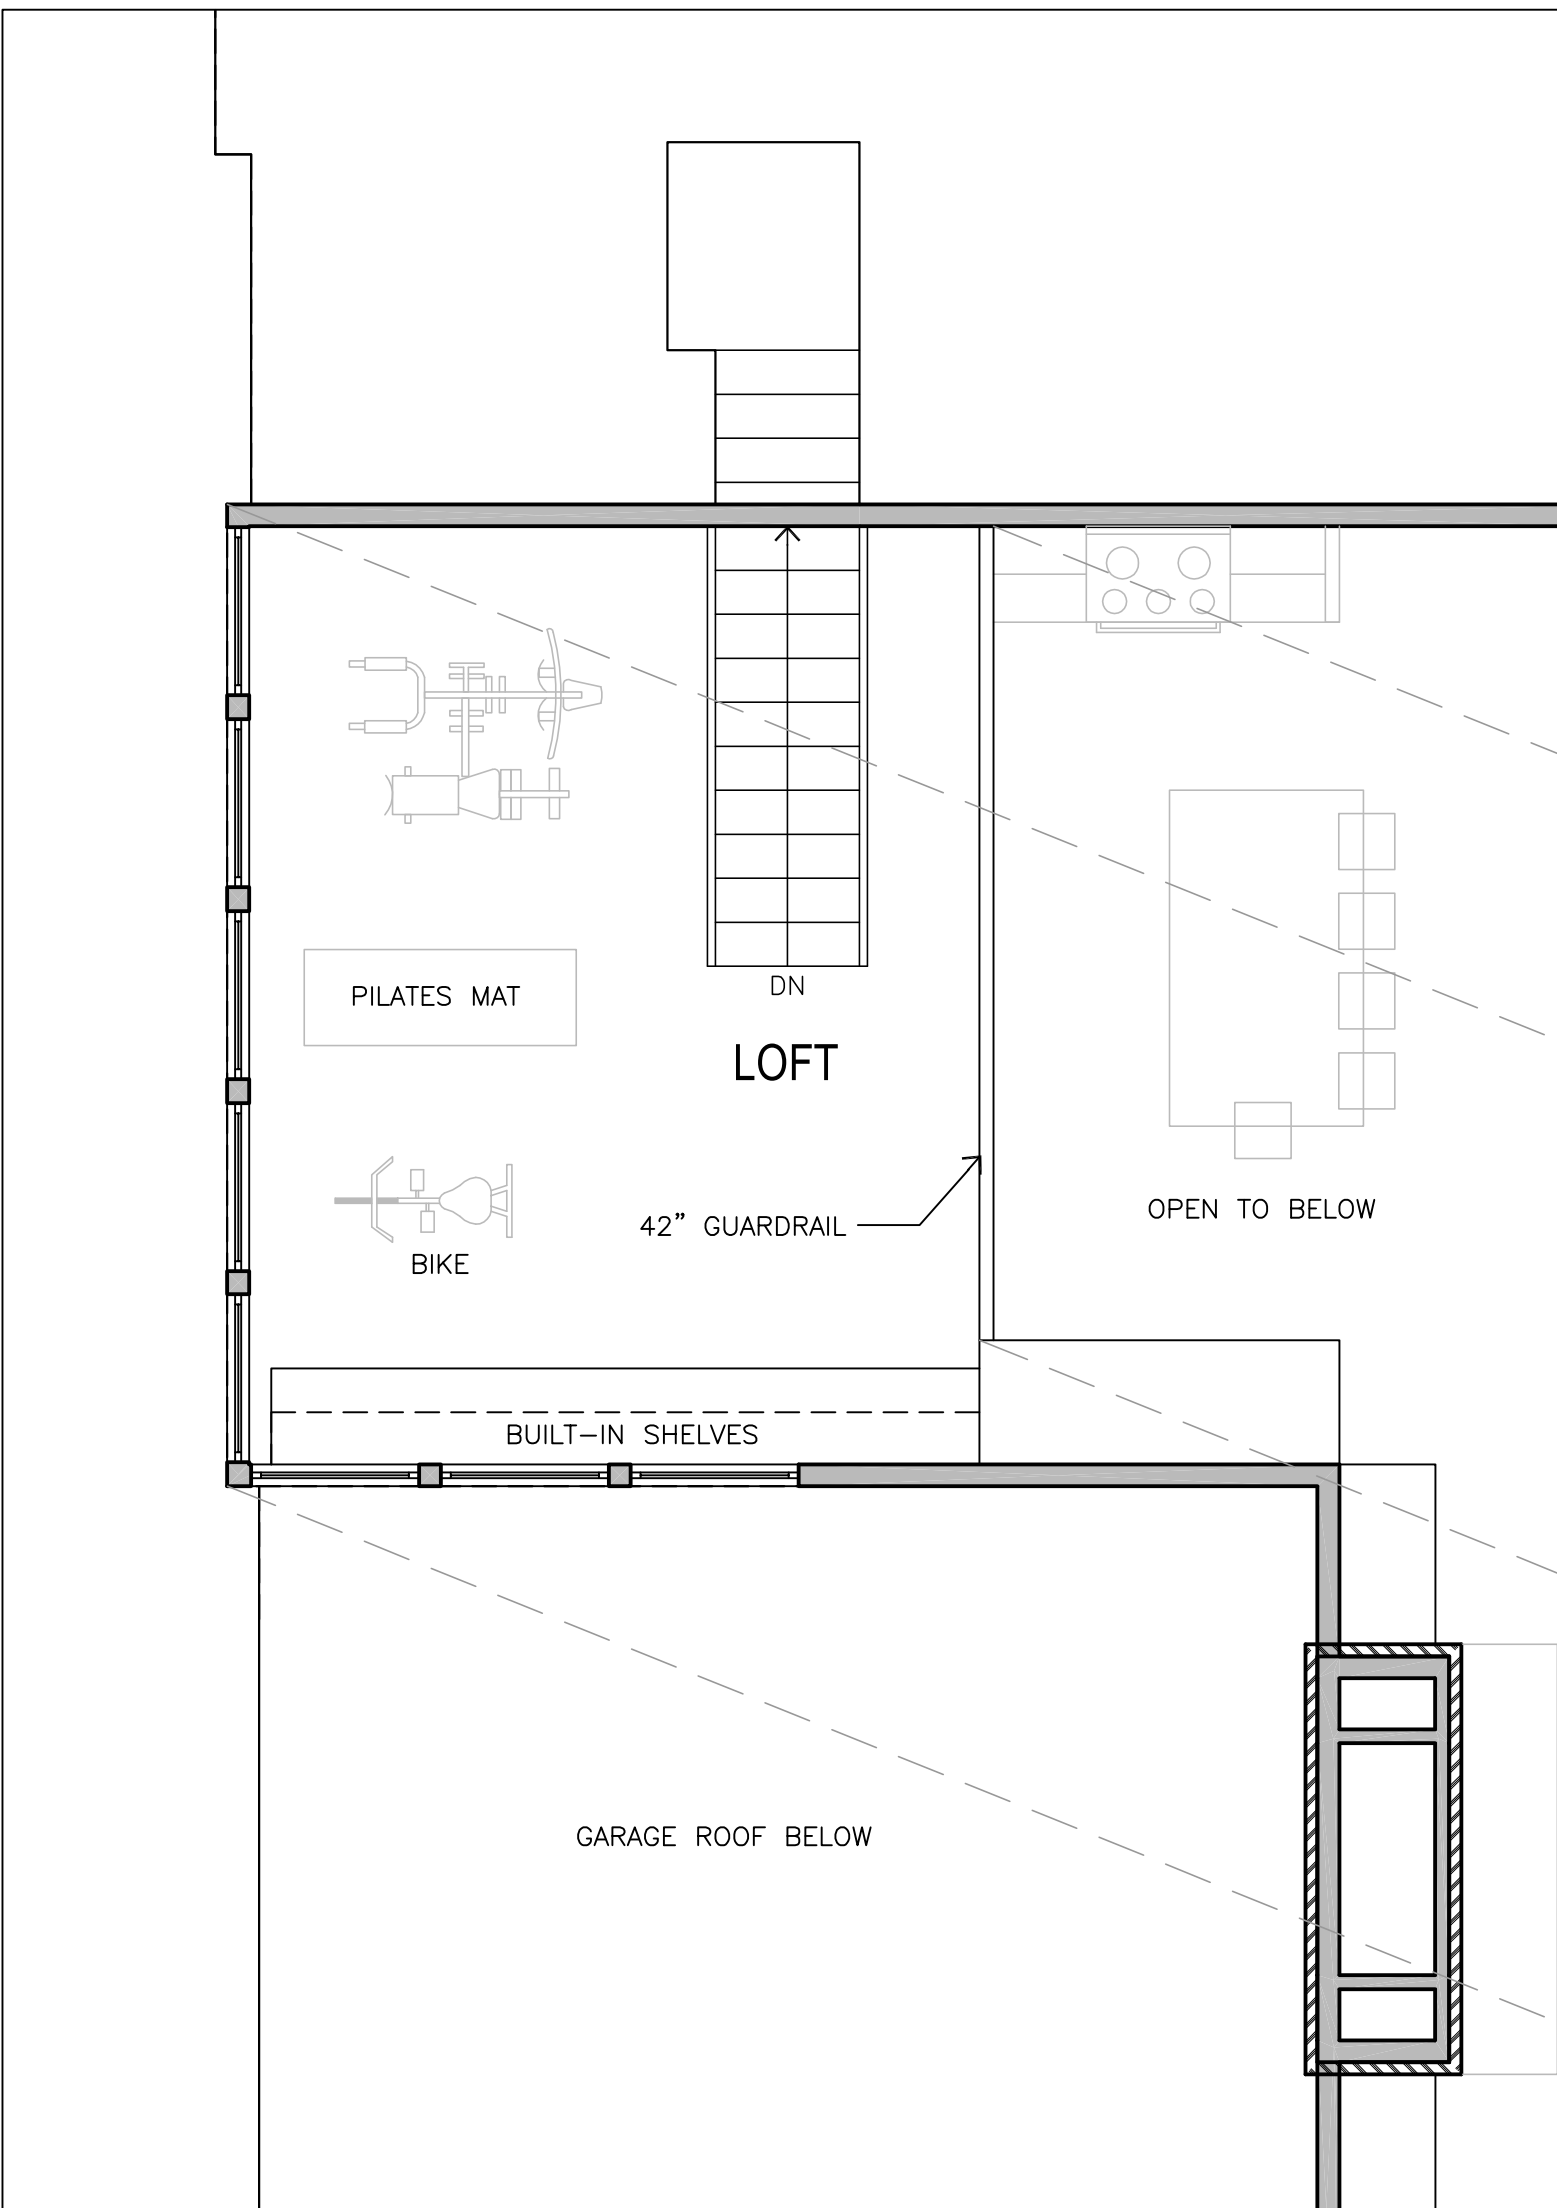 DN
PILATES MAT
LOFT
OPEN TO BELOW
42” GUARDRAIL
BIKE
BUILT-IN SHELVES
GARAGE ROOF BELOW